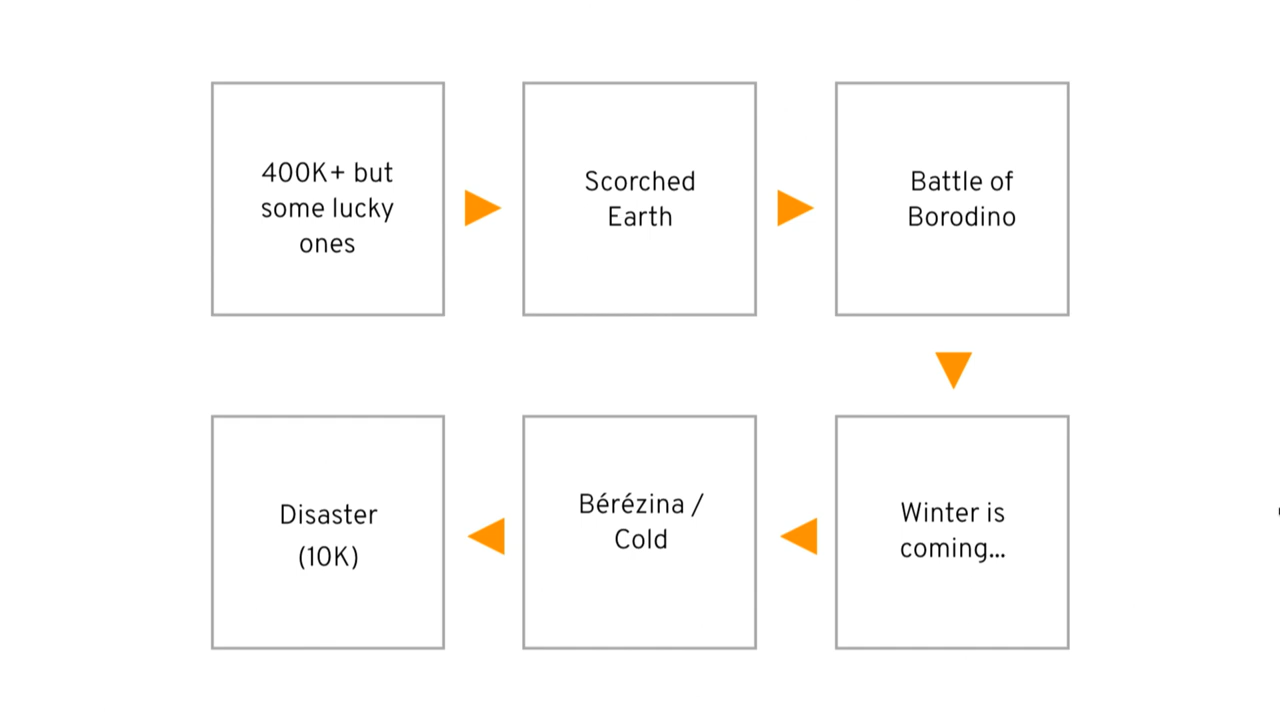 400K+ but
some lucky
ones
Scorched
Earth
Battle of
Borodino
Winter is
coming...
Bérézina /
Cold
Disaster
(10K)